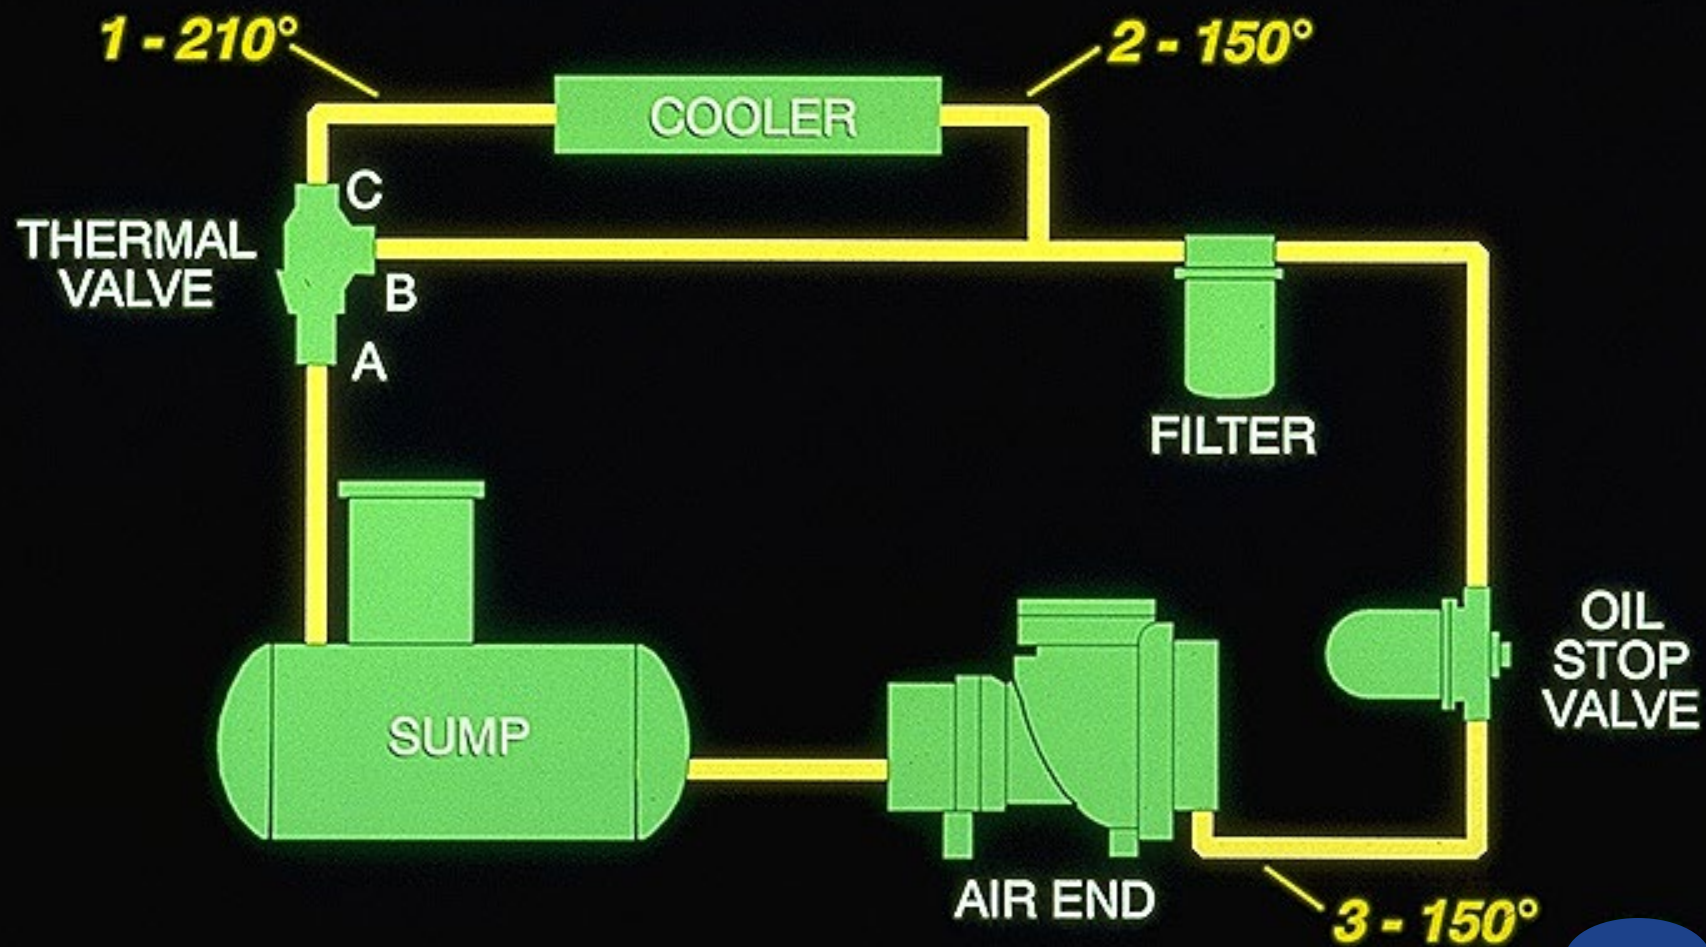 1 - 210°
2 - 150°
COOLER
C
THERMAL
VALVE
B
A
FILTER
OIL
STOP
VALVE
SUMP
AIR END
3 - 150°